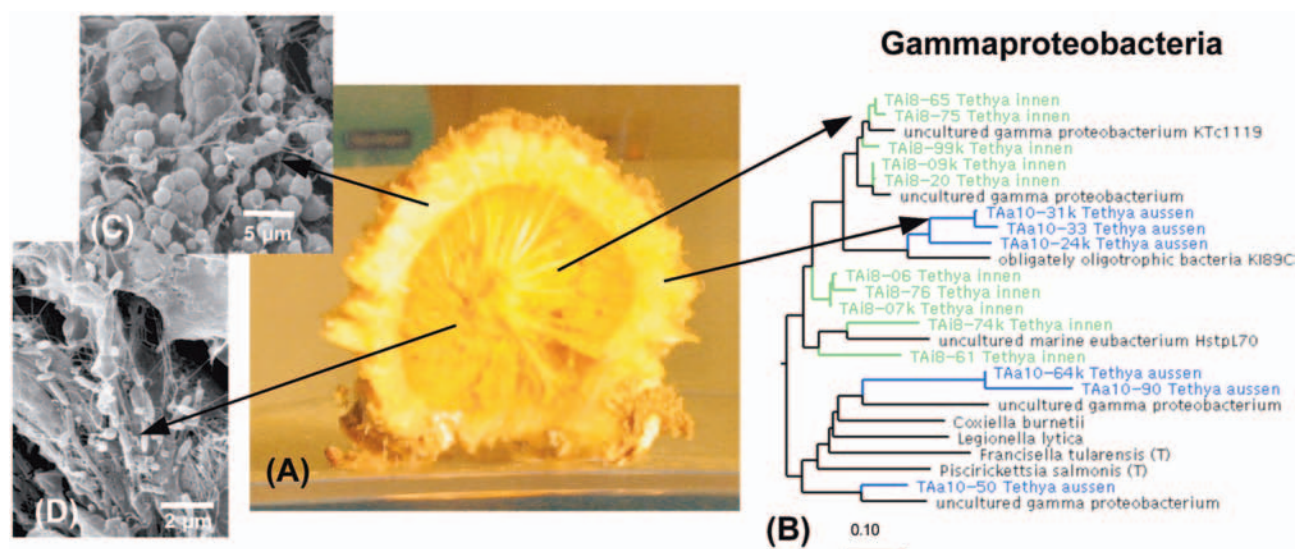 Gammaproteobacteria
(C)
5 µm
(D)
2 µm
(A)
(B)
TAi8-65 Tethya innen
TAi8-75 Tethya innen
uncultured gamma proteobacterium KTc1119
TAi8-99k Tethya innen
TAi8-09k Tethya innen
TAi8-20 Tethya innen
uncultured gamma proteobacterium
TAa10-31k Tethya aussen
TAa10-33 Tethya aussen
TAa10-24k Tethya aussen
obligately oligotrophic bacteria KI89C
TAi8-06 Tethya innen
TAi8-76 Tethya innen
TAi8-07k Tethya innen
TAi8-74k Tethya innen
uncultured marine eubacterium HstpL70
TAi8-61 Tethya innen
TAa10-64k Tethya aussen
TAa10-90 Tethya aussen
uncultured gamma proteobacterium
Coxiella burnetii
Legionella lytica
Francisella tularensis (T)
Piscirickettsia salmonis (T)
TAa10-50 Tethya aussen
uncultured gamma proteobacterium
0.10